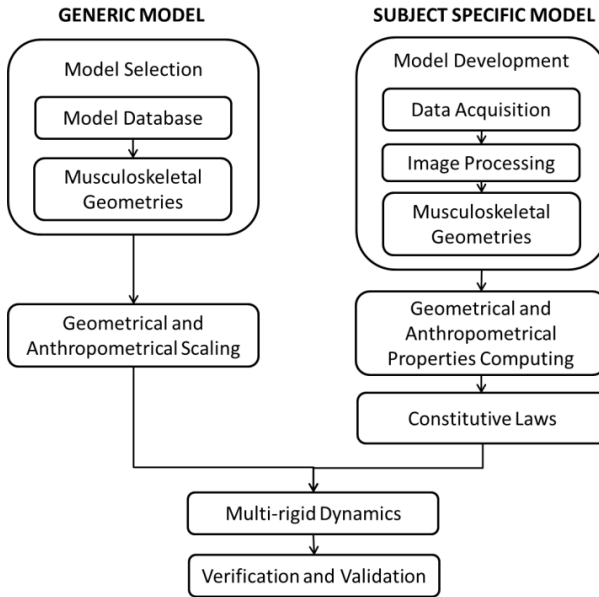 GENERIC MODEL
Model Selection
Model Database
Musculoskeletal
Geometries
Geometrical and
Anthropometrical Scaling
SUBJECT SPECIFIC MODEL
Model Development
Data Acquisition
Image Processing
Musculoskeletal
Geometries
Geometrical and
Anthropometrical
Properties Computing
Constitutive Laws
Multi-rigid Dynamics
Verification and Validation